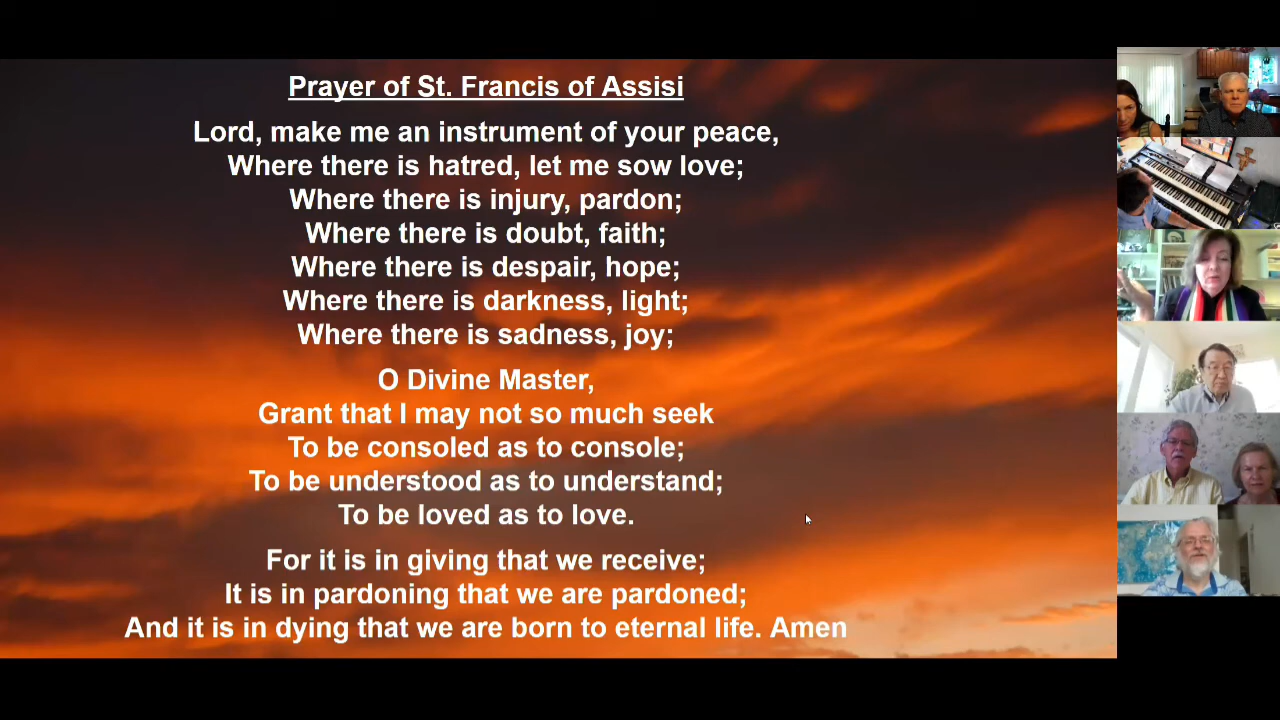 Prayer of St. Francis of Assisi
Lord, make me an instrument of your peace,
Where there is hatred, let me sow love;
Where there is injury, pardon;
Where there is doubt, faith;
Where there is despair, hope;
Where there is darkness, light;
Where there is sadness, joy;
O Divine Master,
Grant that I may not so much seek
To be consoled as to console;
To be understood as to understand;
To be loved as to love.
For it is in giving that we receive;
It is in pardoning that we are pardoned;
And it is in dying that we are born to eternal life. Amen